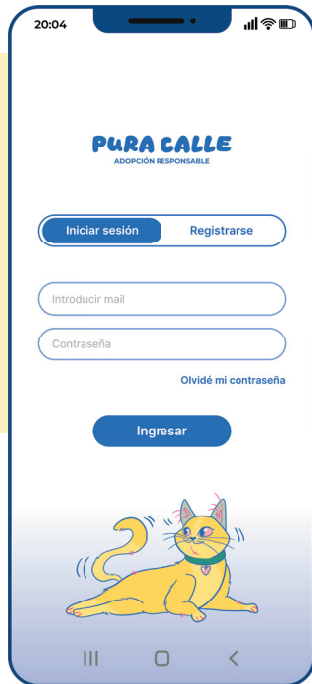 20:04
PURA CALLE
ADOPCIÓN RESPONSABLE
Iniciar sesión Registrarse
Introducir mail
Contraseña
Olvidé mi contraseña
Ingresar